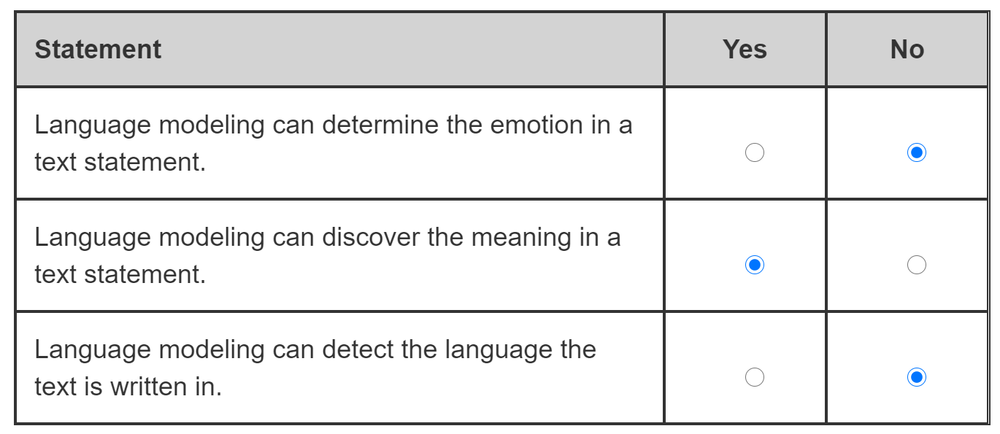 Statement Yes No
Language modeling can determine the emotion in a
text statement.
Language modeling can discover the meaning in a
text statement.
Language modeling can detect the language the
text is written in.